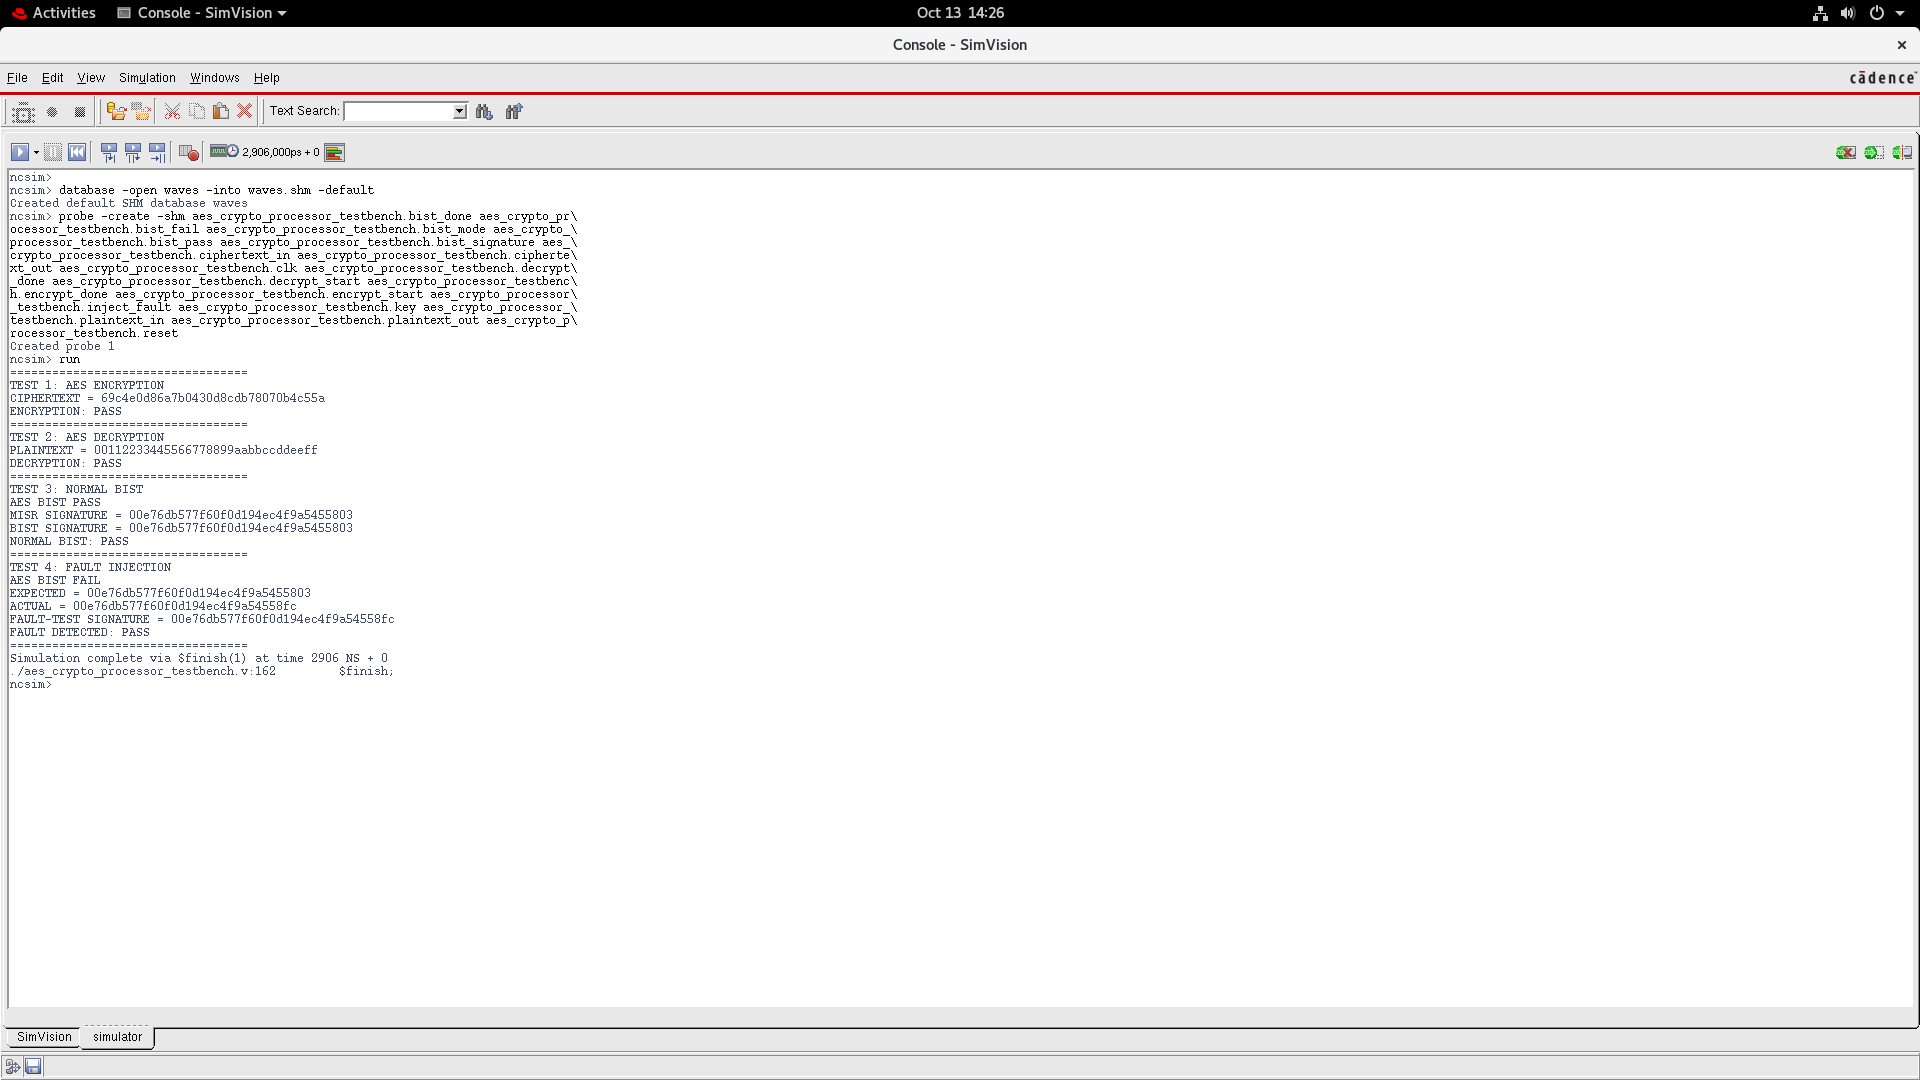 Activities
Console - SimVision
Oct 13 14:26
Console - SimVision
File Edit View Simulation Windows Help
cādence
Text Search:
2,906,000ps + 0
ncsim>
ncsim> database -open waves -into waves.shm -default
Created default SHM database waves
ncsim> probe -create -shm aes_crypto_processor_testbench.bist_done aes_crypto_pr\
ocessor_testbench.bist_fail aes_crypto_processor_testbench.bist_mode aes_crypto_\
processor_testbench.bist_pass aes_crypto_processor_testbench.bist_signature aes_\
crypto_processor_testbench.ciphertext_in aes_crypto_processor_testbench.cipherte\
xt_out aes_crypto_processor_testbench.clk aes_crypto_processor_testbench.decrypt\
_done aes_crypto_processor_testbench.decrypt_start aes_crypto_processor_testbenc\
h.encrypt_done aes_crypto_processor_testbench.encrypt_start aes_crypto_processor\
_testbench.inject_fault aes_crypto_processor_testbench.key aes_crypto_processor_\
testbench.plaintext_in aes_crypto_processor_testbench.plaintext_out aes_crypto_p\
rocessor_testbench.reset
Created probe 1
ncsim> run
==================================
TEST 1: AES ENCRYPTION
CIPHERTEXT = 69c4e0d86a7b0430d8cdb78070b4c55a
ENCRYPTION: PASS
==================================
TEST 2: AES DECRYPTION
PLAINTEXT = 00112233445566778899aabbccddeeff
DECRYPTION: PASS
==================================
TEST 3: NORMAL BIST
AES BIST PASS
MISR SIGNATURE = 00e76db577f60f0d194ec4f9a5455803
BIST SIGNATURE = 00e76db577f60f0d194ec4f9a5455803
NORMAL BIST: PASS
==================================
TEST 4: FAULT INJECTION
AES BIST FAIL
EXPECTED = 00e76db577f60f0d194ec4f9a5455803
ACTUAL = 00e76db577f60f0d194ec4f9a54558fc
FAULT-TEST SIGNATURE = 00e76db577f60f0d194ec4f9a54558fc
FAULT DETECTED: PASS
==================================
Simulation complete via $finish(1) at time 2906 NS + 0
./aes_crypto_processor_testbench.v:162         $finish;
ncsim>
SimVision simulator